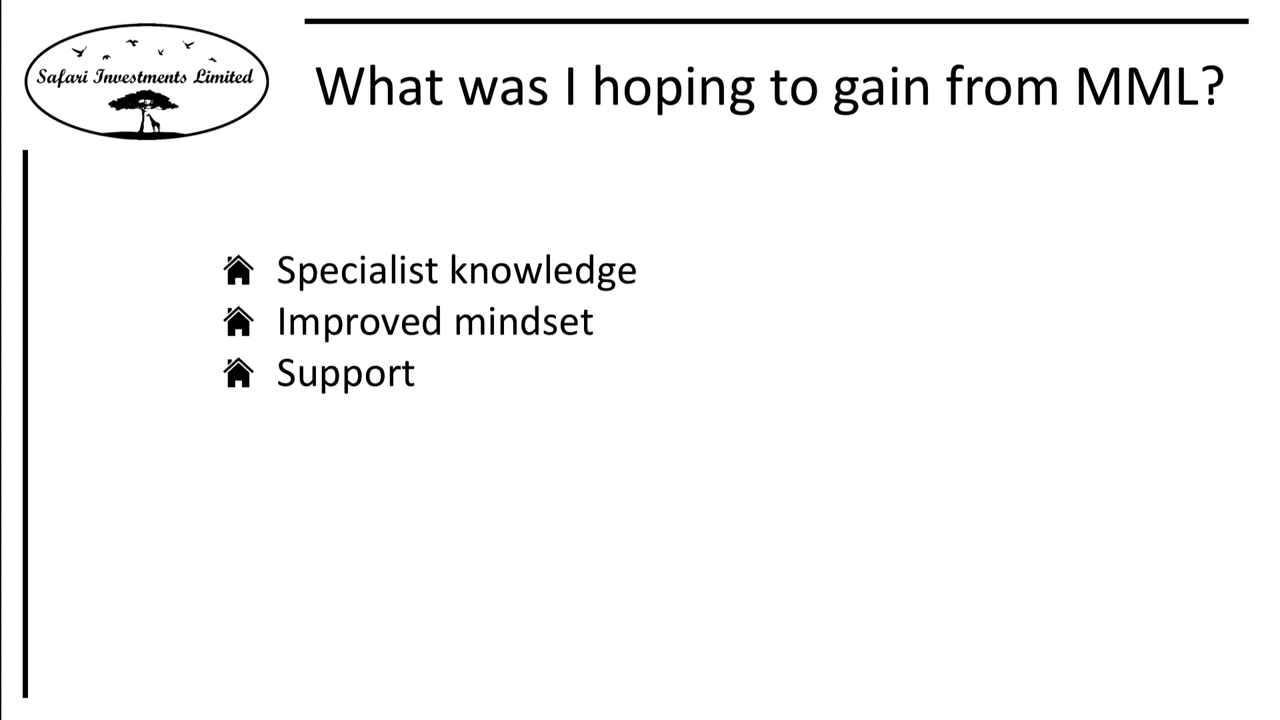 Safari Investments Limited
What was I hoping to gain from MML?
Specialist knowledge
Improved mindset
Support